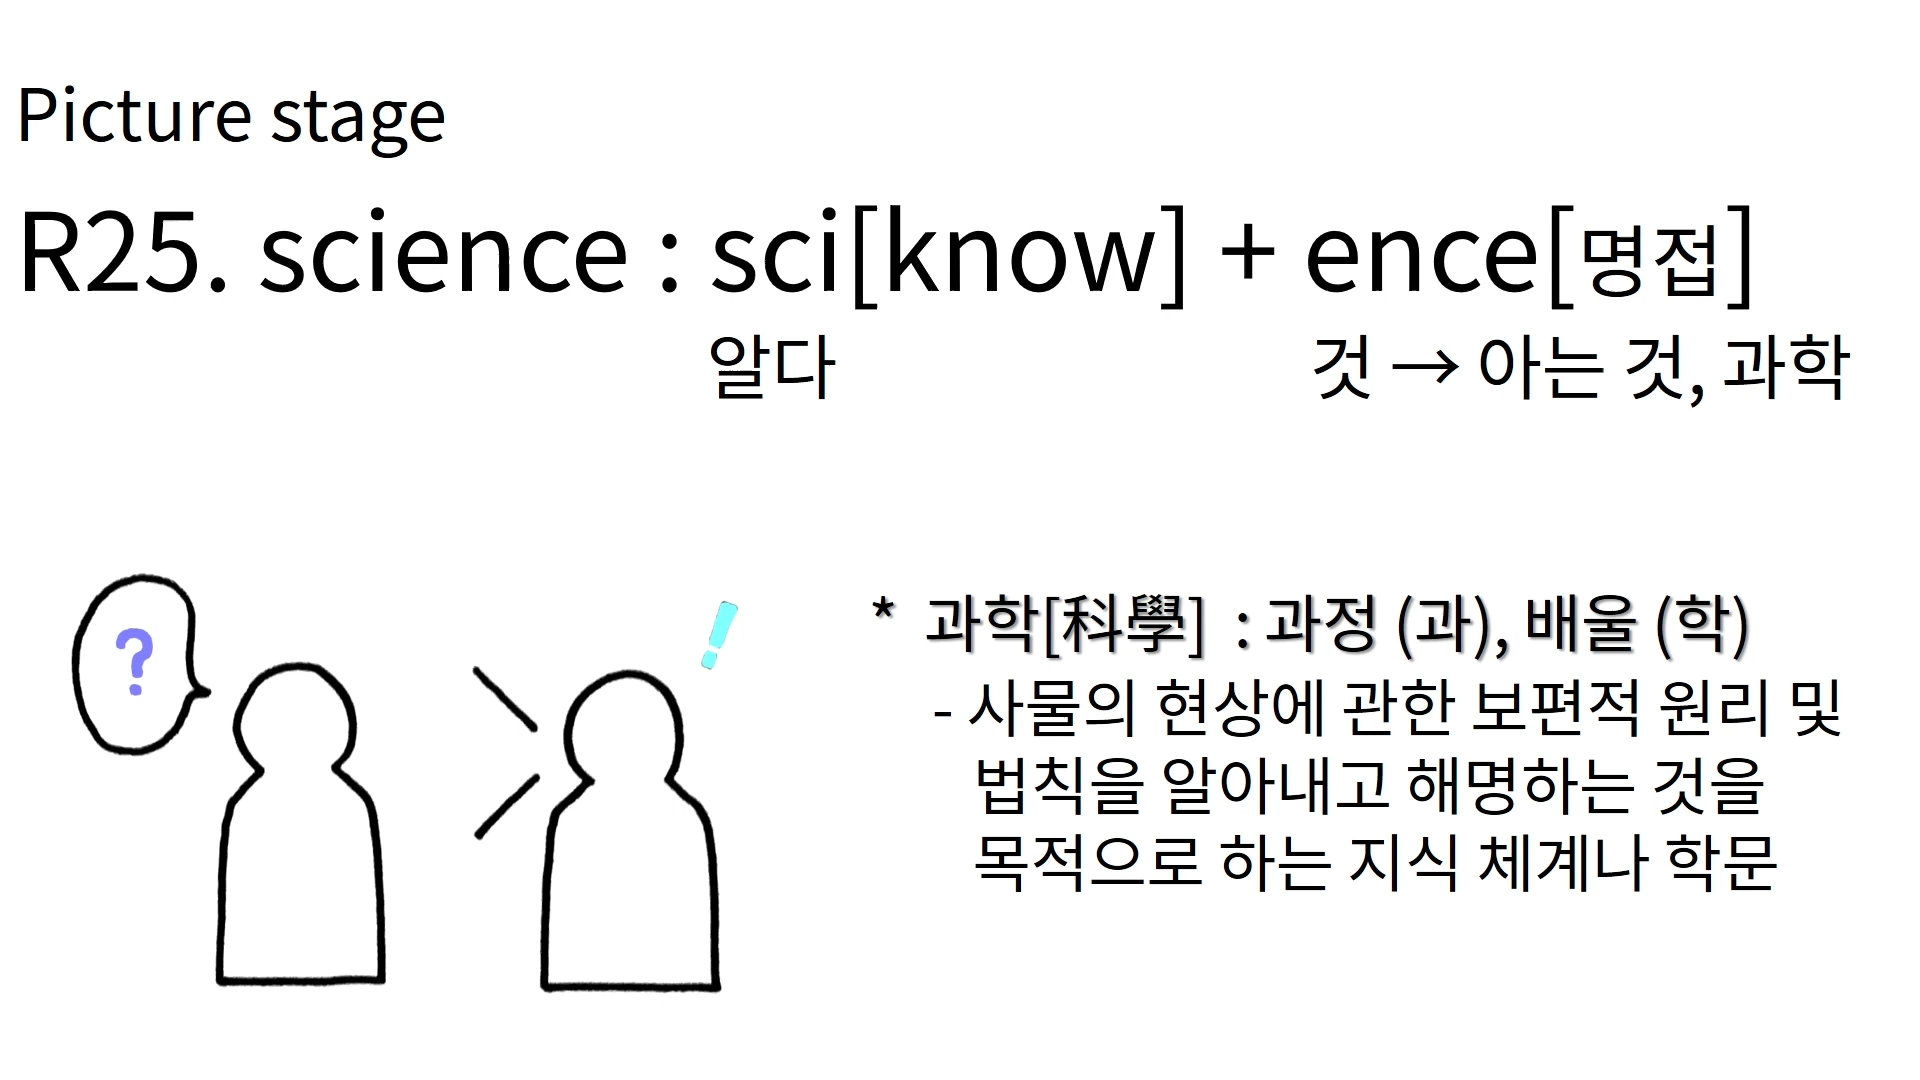 Picture stage
R25. science : sci[know] + ence[명접]
알다 것 → 아는 것, 과학
?
!
* 과학[科學] : 과정 (과), 배울 (학)
- 사물의 현상에 관한 보편적 원리 및
법칙을 알아내고 해명하는 것을
목적으로 하는 지식 체계나 학문